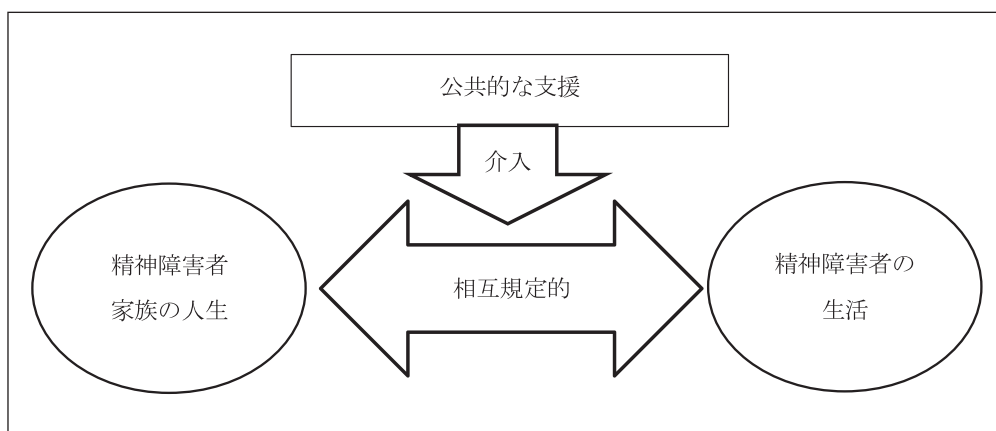 公共的な支援
介入
精神障害者
家族の人生
相互規定的
精神障害者の
生活